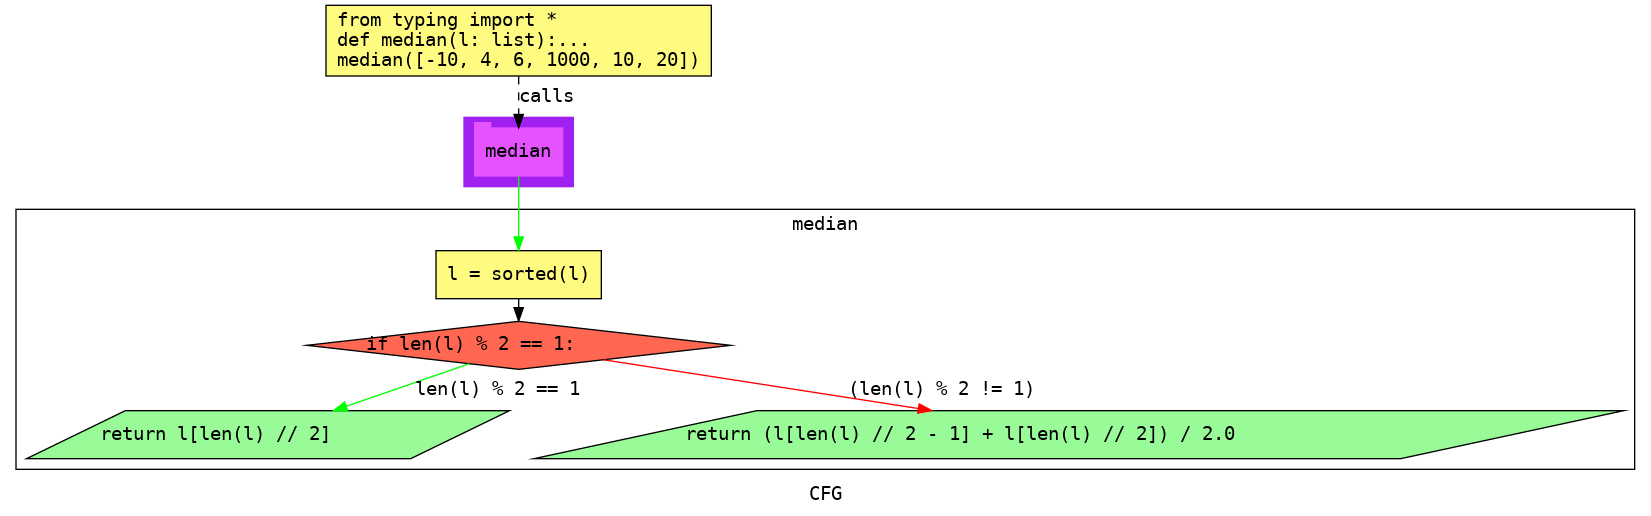 from typing import *
def median(l: list):...
median([-10, 4, 6, 1000, 10, 20])
calls
median
median
l = sorted(l)
if len(l) % 2 == 1:
len(l) % 2 == 1
(len(l) % 2 != 1)
return l[len(l) // 2]
return (l[len(l) // 2 - 1] + l[len(l) // 2]) / 2.0
CFG